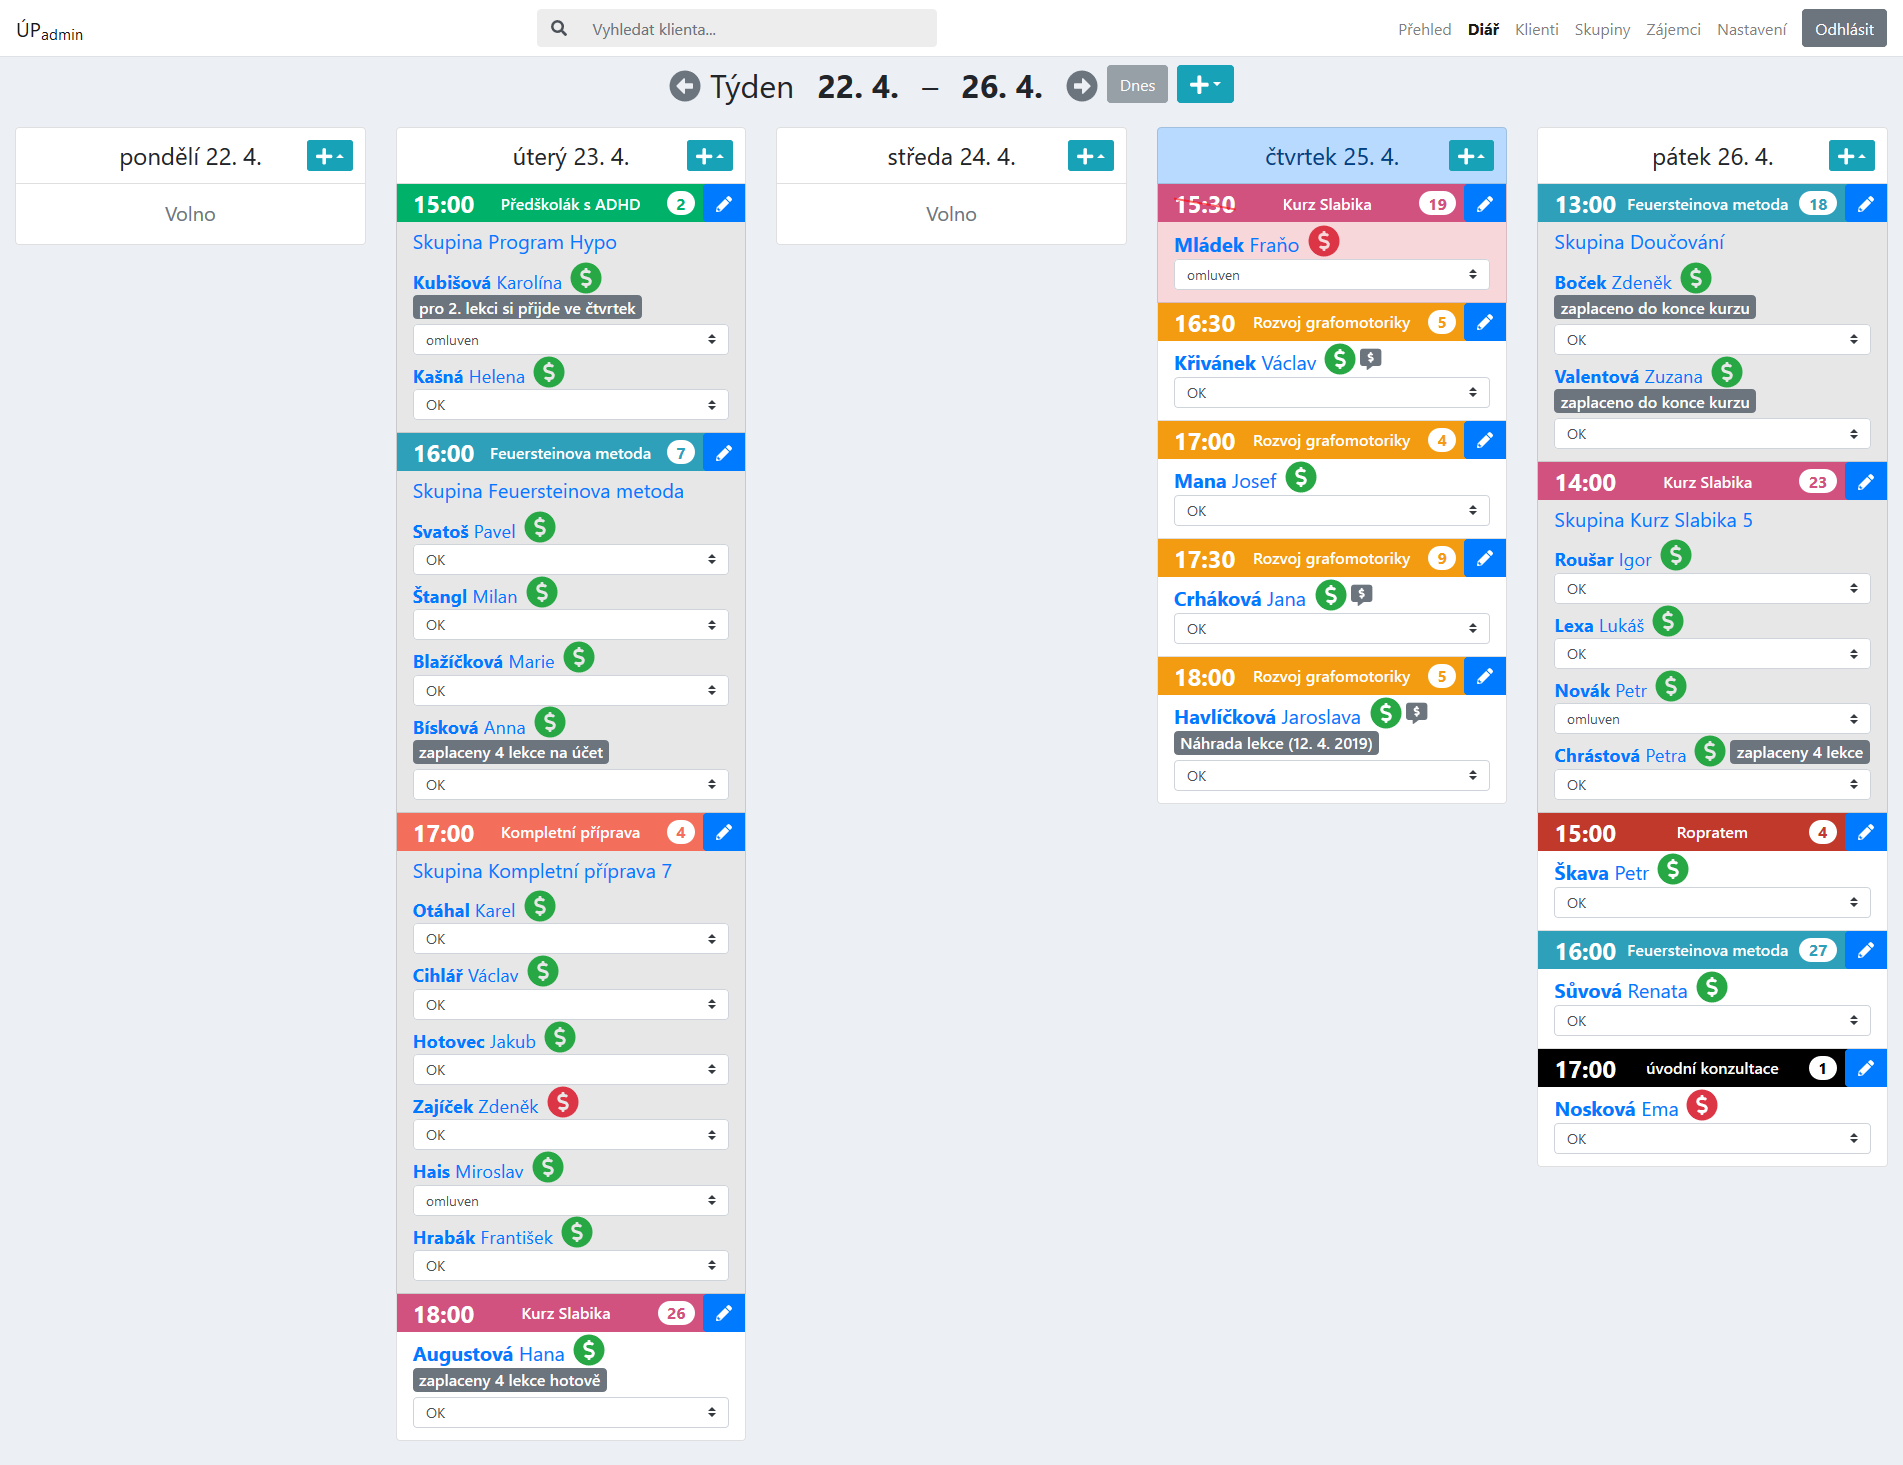 ÚPadmin
Vyhledat klienta...
Přehled Diář Klienti Skupiny Zájemci Nastavení Odhlásit
Týden 22. 4. – 26. 4. Dnes
pondělí 22. 4.
Volno
úterý 23. 4.
15:00 Předškolák s ADHD 2
Skupina Program Hypo
Kubišová Karolína
pro 2. lekci si přijde ve čtvrtek
omluven
Kašná Helena
OK
16:00 Feuersteinova metoda 7
Skupina Feuersteinova metoda
Svatoš Pavel
OK
Štangl Milan
OK
Blažíčková Marie
OK
Bísková Anna
zaplaceny 4 lekce na účet
OK
17:00 Kompletní příprava 4
Skupina Kompletní příprava 7
Otáhal Karel
OK
Cihlář Václav
OK
Hotovec Jakub
OK
Zajíček Zdeněk
OK
Hais Miroslav
omluven
Hrabák František
OK
18:00 Kurz Slabika 26
Augustová Hana
zaplaceny 4 lekce hotově
OK
středa 24. 4.
Volno
čtvrtek 25. 4.
15:30 Kurz Slabika 19
Mládek Fraňo
omluven
16:30 Rozvoj grafomotoriky 5
Křivánek Václav
OK
17:00 Rozvoj grafomotoriky 4
Mana Josef
OK
17:30 Rozvoj grafomotoriky 9
Crháková Jana
OK
18:00 Rozvoj grafomotoriky 5
Havlíčková Jaroslava
Náhrada lekce (12. 4. 2019)
OK
pátek 26. 4.
13:00 Feuersteinova metoda 18
Skupina Doučování
Boček Zdeněk
zaplaceno do konce kurzu
OK
Valentová Zuzana
zaplaceno do konce kurzu
OK
14:00 Kurz Slabika 23
Skupina Kurz Slabika 5
Roušar Igor
OK
Lexa Lukáš
OK
Novák Petr
omluven
Chrástová Petra zaplaceny 4 lekce
OK
15:00 Ropratem 4
Škava Petr
OK
16:00 Feuersteinova metoda 27
Sůvová Renata
OK
17:00 úvodní konzultace 1
Nosková Ema
OK